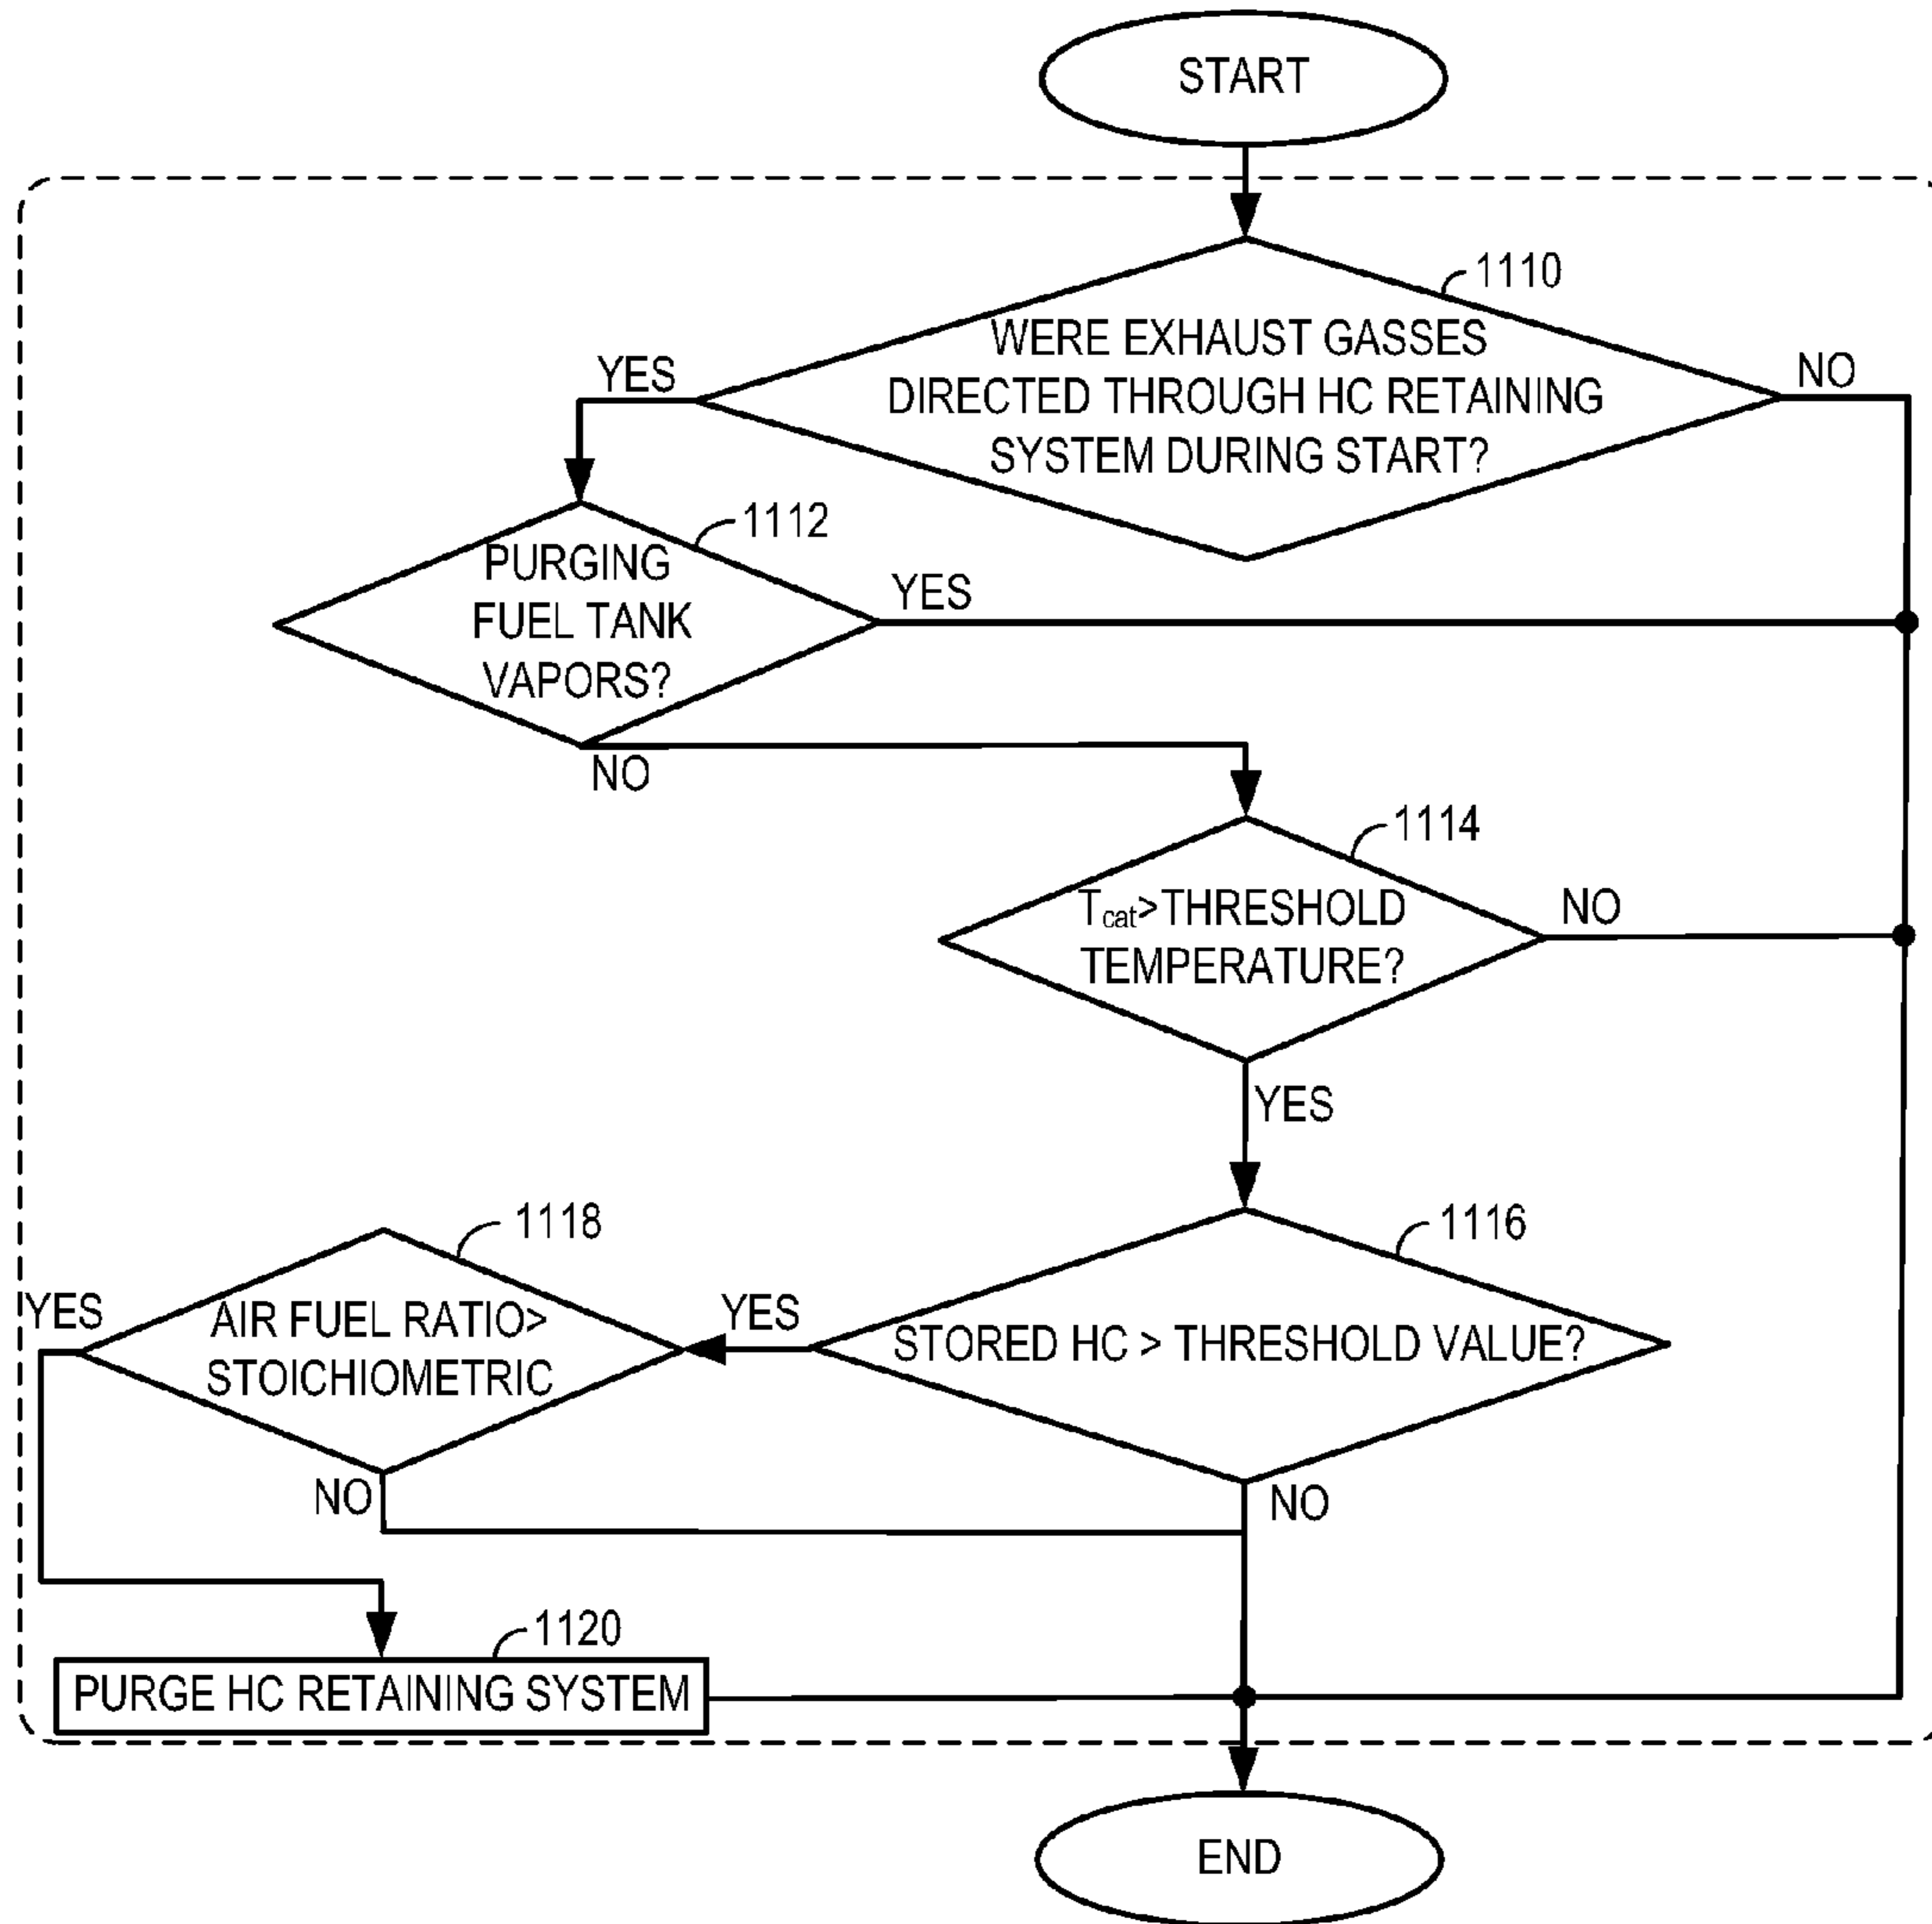 START
1110
WERE EXHAUST GASSES
DIRECTED THROUGH HC RETAINING
SYSTEM DURING START?
YES
NO
1112
PURGING
FUEL TANK
VAPORS?
YES
NO
1114
Tcat>THRESHOLD
TEMPERATURE?
NO
YES
1116
STORED HC > THRESHOLD VALUE?
YES
NO
1118
AIR FUEL RATIO>
STOICHIOMETRIC
YES
NO
1120
PURGE HC RETAINING SYSTEM
END